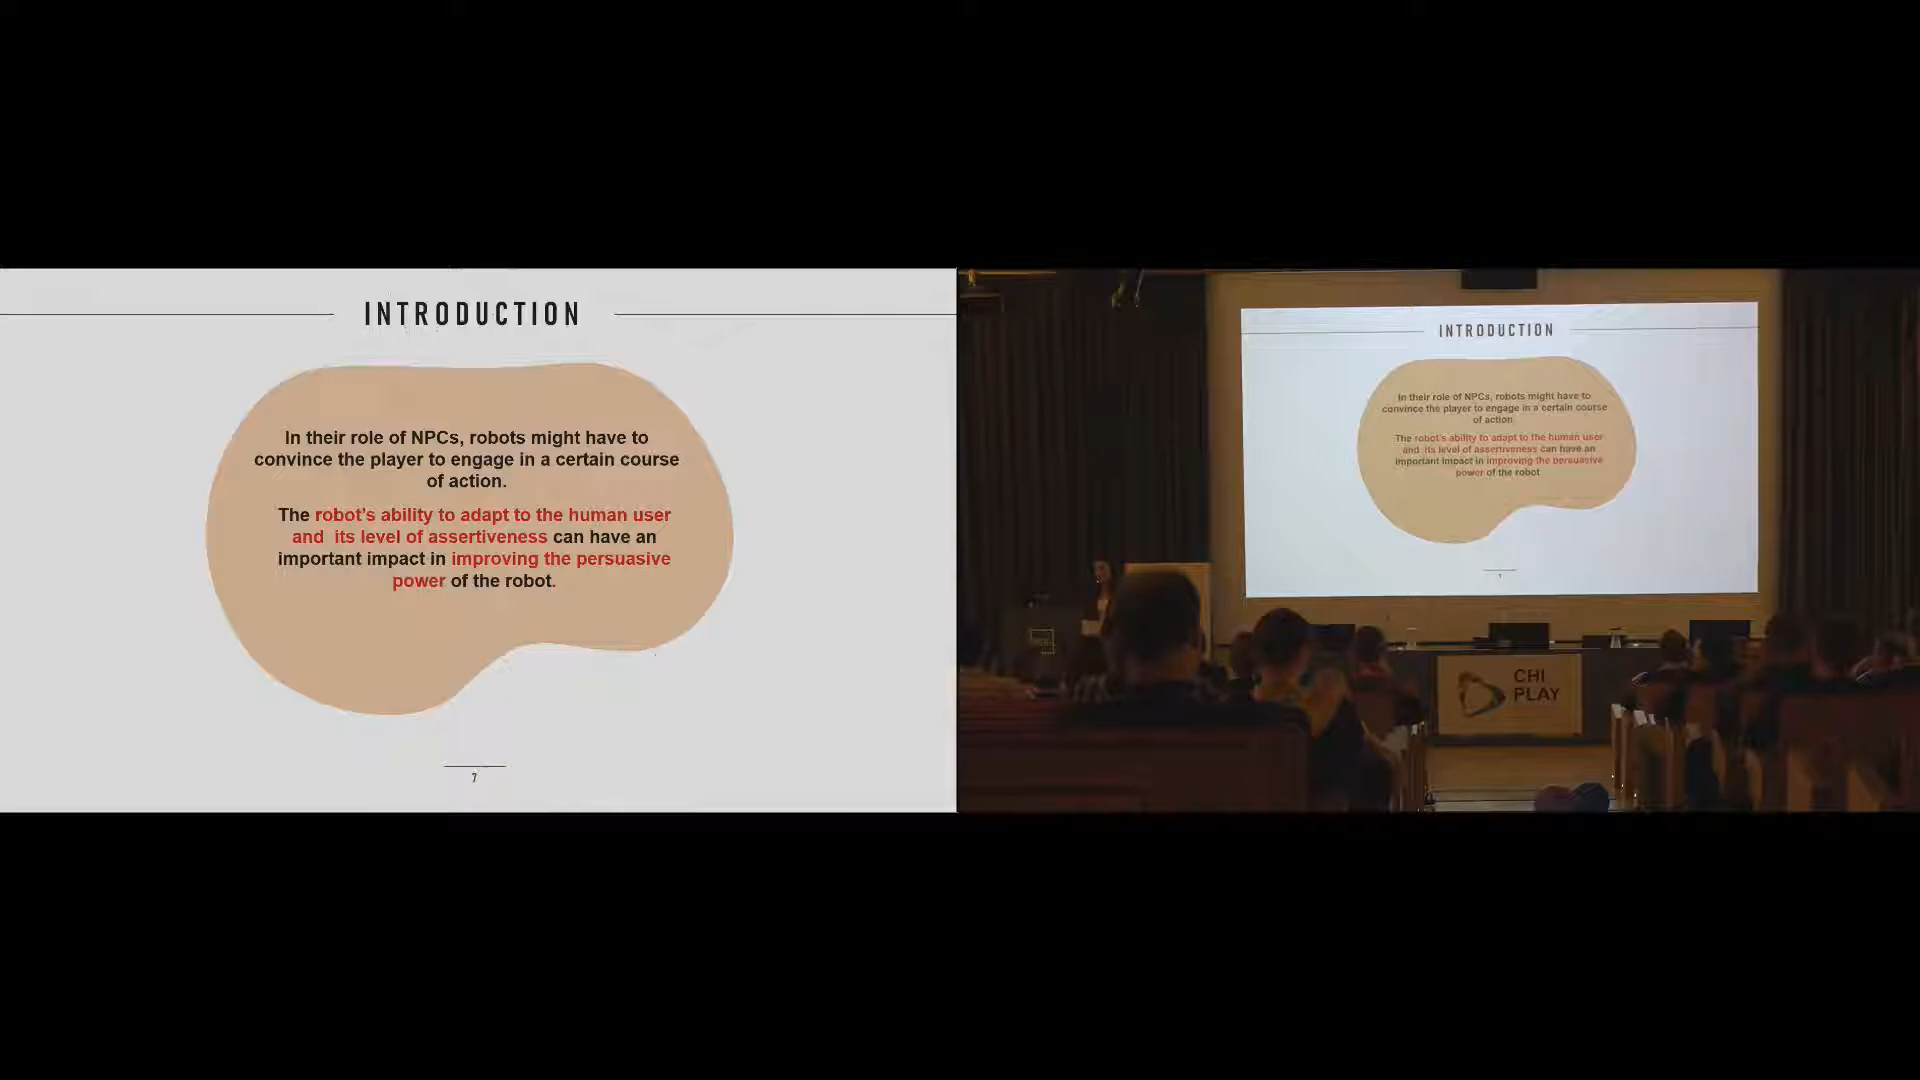 INTRODUCTION
In their role of NPCs, robots might have to
convince the player to engage in a certain course
of action.
The robot's ability to adapt to the human user
and its level of assertiveness can have an
important impact in improving the persuasive
power of the robot.
7
INTRODUCTION
In their role of NPCs, robots might have to
convince the player to engage in a certain course
of action.
The robot's ability to adapt to the human user
and its level of assertiveness can have an
important impact in improving the persuasive
power of the robot
CHI
PLAY